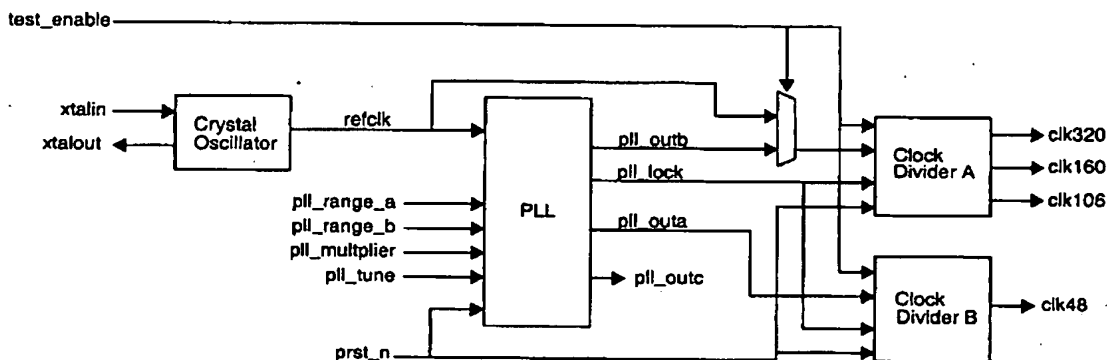 test_enable
xtalin
xtalout
Crystal
Oscillator
refclk
pll_range_a
pll_range_b
pll_multplier
pll_tune
prst_n
PLL
pll_outb
pll_lock
pll_outa
pll_outc
Clock
Divider A
clk320
clk160
clk106
Clock
Divider B
clk48